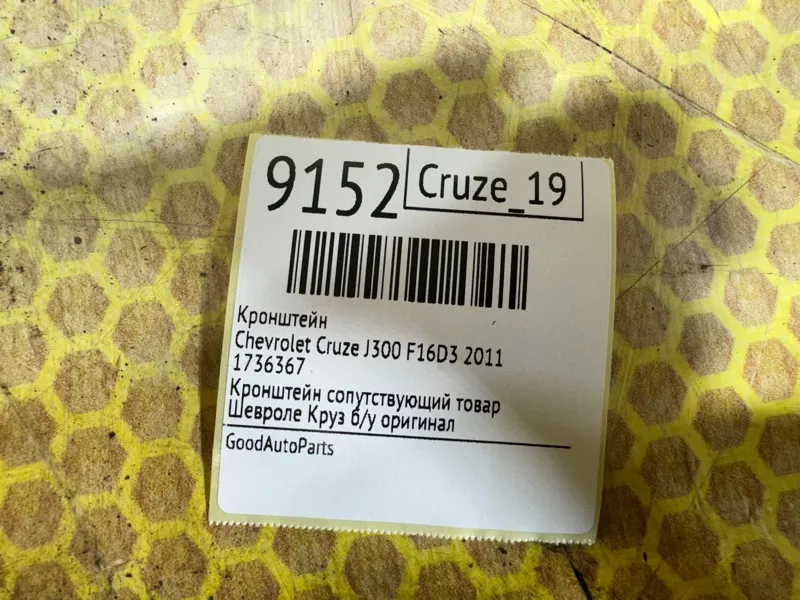 9152
Cruze_19
Кронштейн
Chevrolet Cruze J300 F16D3 2011
1736367
Кронштейн сопутствующий товар
Шевроле Круз б/у оригинал
GoodAutoParts